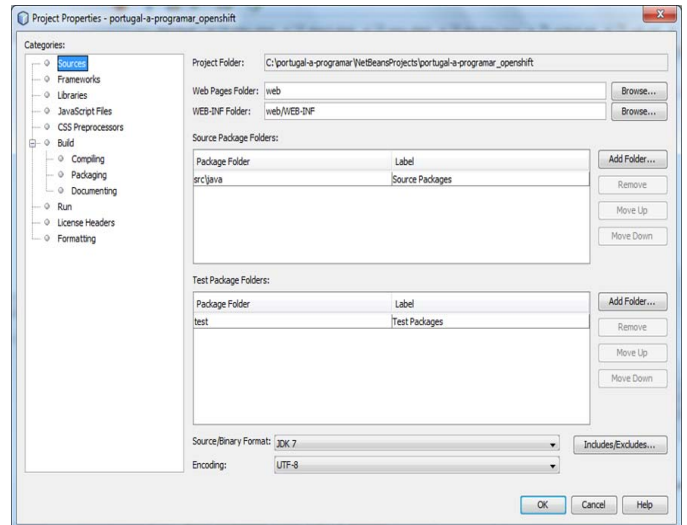 Project Properties - portugal-a-programar_openshift
Categories:
Sources
Frameworks
Libraries
JavaScript Files
CSS Preprocessors
Build
Compiling
Packaging
Documenting
Run
License Headers
Formatting
Project Folder: C:\portugal-a-programar\NetBeansProjects\portugal-a-programar_openshift
Web Pages Folder: web Browse...
WEB-INF Folder: web/WEB-INF Browse...
Source Package Folders:
Package Folder Label Add Folder...
src\java Source Packages
Remove
Move Up
Move Down
Test Package Folders:
Package Folder Label Add Folder...
test Test Packages
Remove
Move Up
Move Down
Source/Binary Format: JDK 7 Includes/Excludes...
Encoding: UTF-8
OK Cancel Help